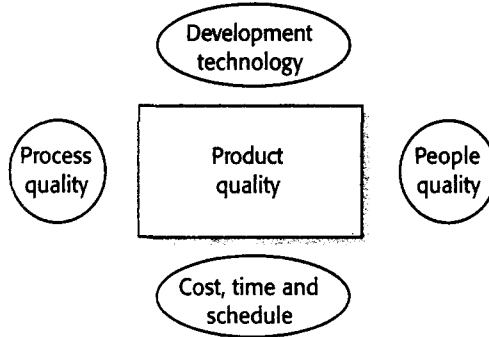 Development
technology
Process
quality
Product
quality
People
quality
Cost, time and
schedule